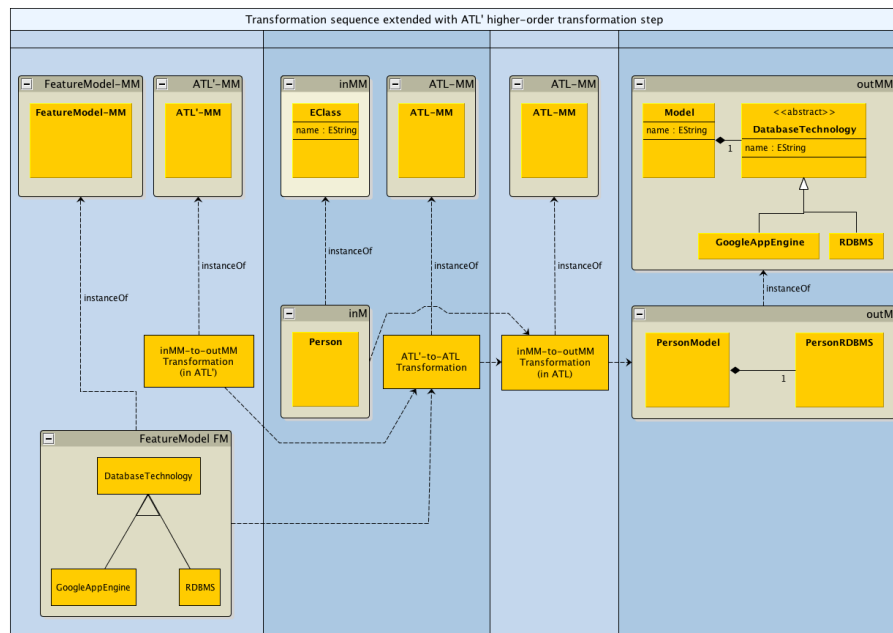 Transformation sequence extended with ATL' higher-order transformation step
FeatureModel-MM
FeatureModel-MM
ATL'-MM
ATL'-MM
inMM
EClass
name : EString
ATL-MM
ATL-MM
ATL-MM
ATL-MM
outMM
Model
name : EString
1
<<abstract>>
DatabaseTechnology
name : EString
GoogleAppEngine
RDBMS
instanceOf
instanceOf
instanceOf
instanceOf
instanceOf
instanceOf
inMM-to-outMM
Transformation
(in ATL')
inM
Person
ATL'-to-ATL
Transformation
inMM-to-outMM
Transformation
(in ATL)
outM
PersonModel
1
PersonRDBMS
FeatureModel FM
DatabaseTechnology
GoogleAppEngine
RDBMS